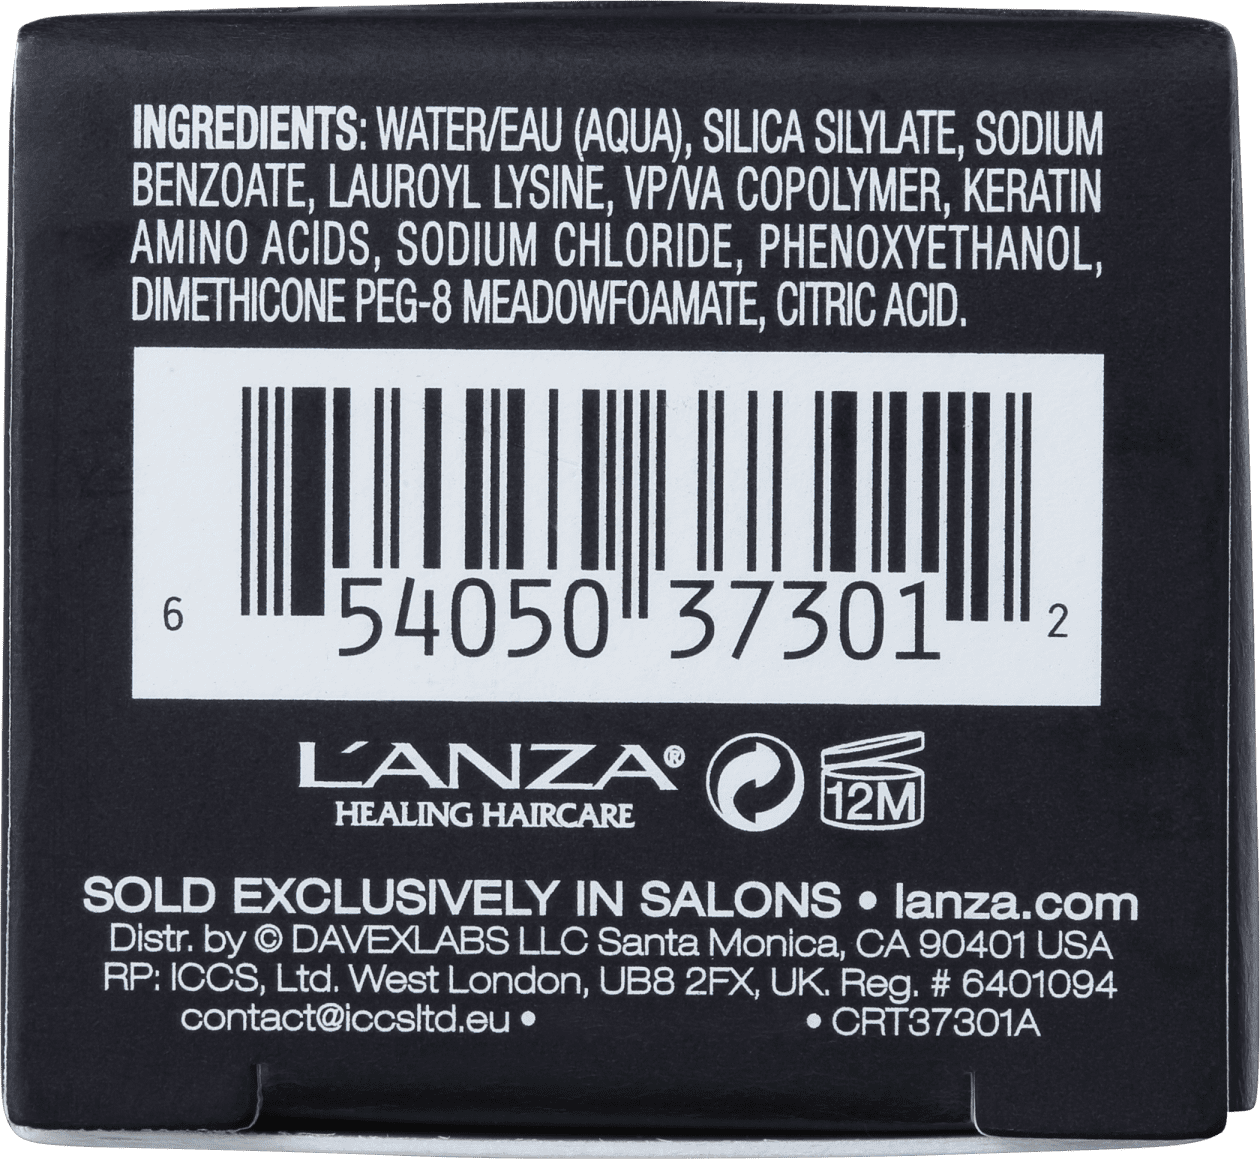 INGREDIENTS: WATER/EAU (AQUA), SILICA SILYLATE, SODIUM
BENZOATE, LAUROYL LYSINE, VP/VA COPOLYMER, KERATIN
AMINO ACIDS, SODIUM CHLORIDE, PHENOXYETHANOL,
DIMETHICONE PEG-8 MEADOWFOAMATE, CITRIC ACID.
6 54050 37301 2
L'ANZA®
HEALING HAIRCARE
12M
SOLD EXCLUSIVELY IN SALONS • lanza.com
Distr. by © DAVEXLABS LLC Santa Monica, CA 90401 USA
RP: ICCS, Ltd. West London, UB8 2FX, UK. Reg. # 6401094
contact@iccsltd.eu • • CRT37301A